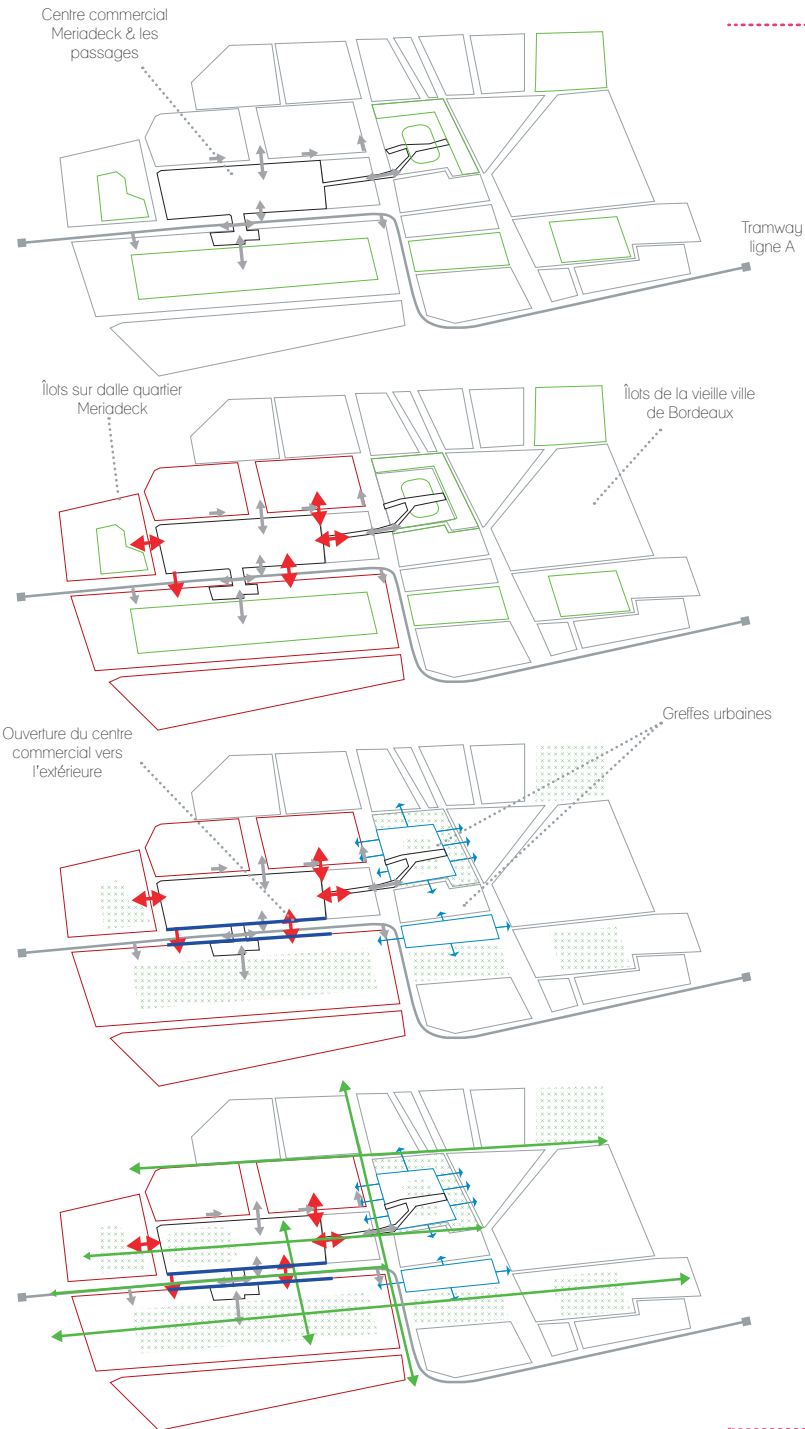 Centre commercial
Meriadeck & les
passages
Tramway
ligne A
Îlots sur dalle quartier
Meriadeck
Îlots de la vieille ville
de Bordeaux
Ouverture du centre
commercial vers
l'extérieure
Greffes urbaines